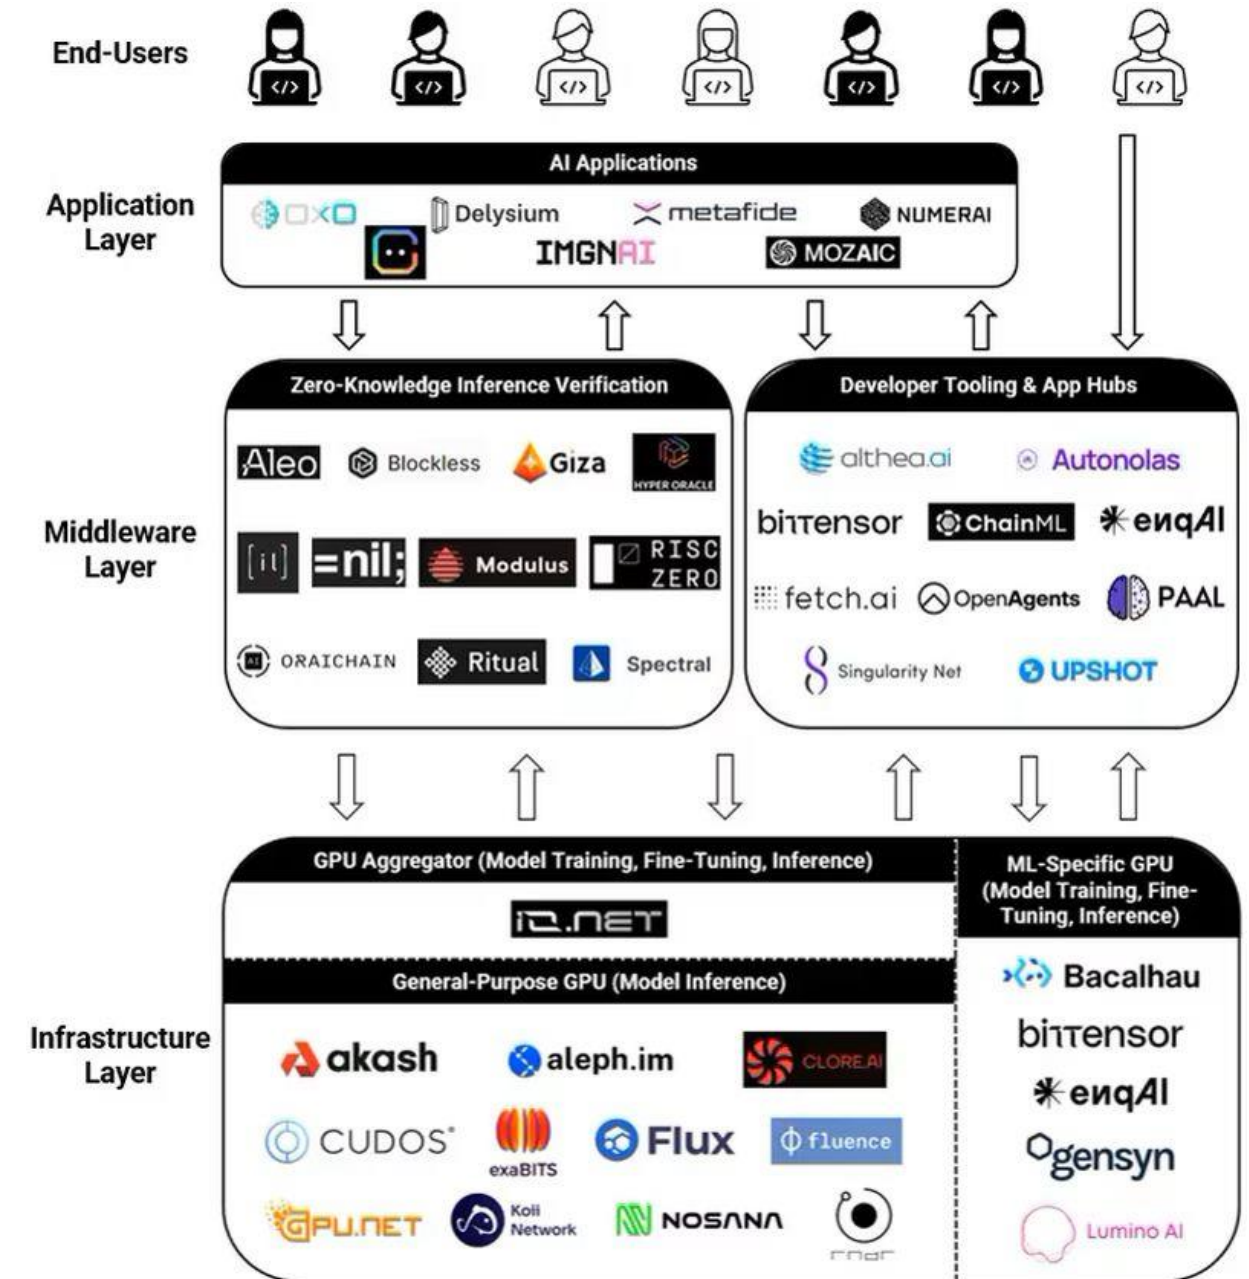 End-Users
</>
</>
</>
</>
</>
</>
</>
Application
Layer
AI Applications
OXO
Delysium
metafide
NUMERAI
IMGNAI
MOZAIC
Middleware
Layer
Zero-Knowledge Inference Verification
Aleo
Blockless
Giza
HYPER ORACLE
[il]
=nil;
Modulus
RISC
ZERO
AI
ORAICHAIN
Ritual
Spectral
Developer Tooling & App Hubs
althea.ai
Autonolas
bittensor
ChainML
enqAI
fetch.ai
OpenAgents
PAAL
Singularity Net
UPSHOT
Infrastructure
Layer
GPU Aggregator (Model Training, Fine-Tuning, Inference)
io.net
General-Purpose GPU (Model Inference)
akash
aleph.im
CLORE.AI
CUDOS
exaBITS
Flux
fluence
GPU.NET
Koii
Network
NOSANA
rndr
ML-Specific GPU
(Model Training, Fine-
Tuning, Inference)
Bacalhau
bittensor
enqAI
gensyn
Lumino AI